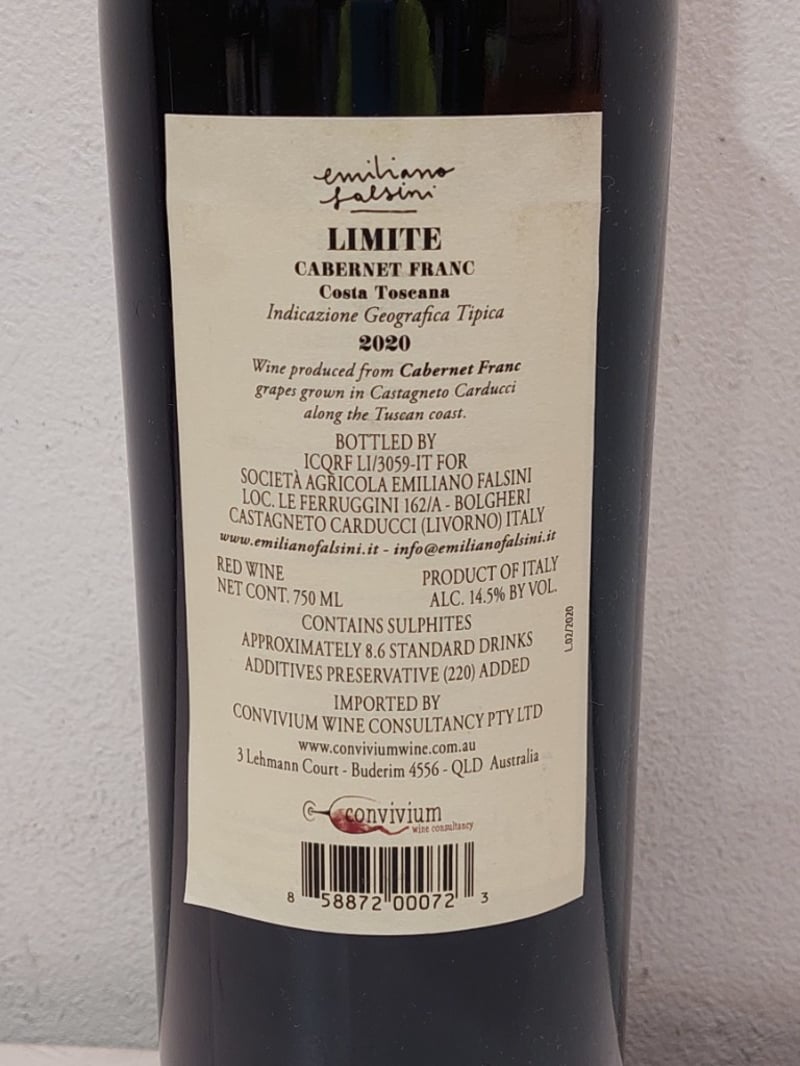 emiliano
falsini
LIMITE
CABERNET FRANC
Costa Toscana
Indicazione Geografica Tipica
2020
Wine produced from Cabernet Franc
grapes grown in Castagneto Carducci
along the Tuscan coast.
BOTTLED BY
ICQRF LI/3059-IT FOR
SOCIETÀ AGRICOLA EMILIANO FALSINI
LOC. LE FERRUGGINI 162/A - BOLGHERI
CASTAGNETO CARDUCCI (LIVORNO) ITALY
www.emilianofalsini.it - info@emilianofalsini.it
RED WINE PRODUCT OF ITALY
NET CONT. 750 ML ALC. 14.5% BY VOL.
L.02/2020
CONTAINS SULPHITES
APPROXIMATELY 8.6 STANDARD DRINKS
ADDITIVES PRESERVATIVE (220) ADDED
IMPORTED BY
CONVIVIUM WINE CONSULTANCY PTY LTD
www.conviviumwine.com.au
3 Lehmann Court - Buderim 4556 - QLD Australia
convivium
wine consultancy
8 58872 00072 3